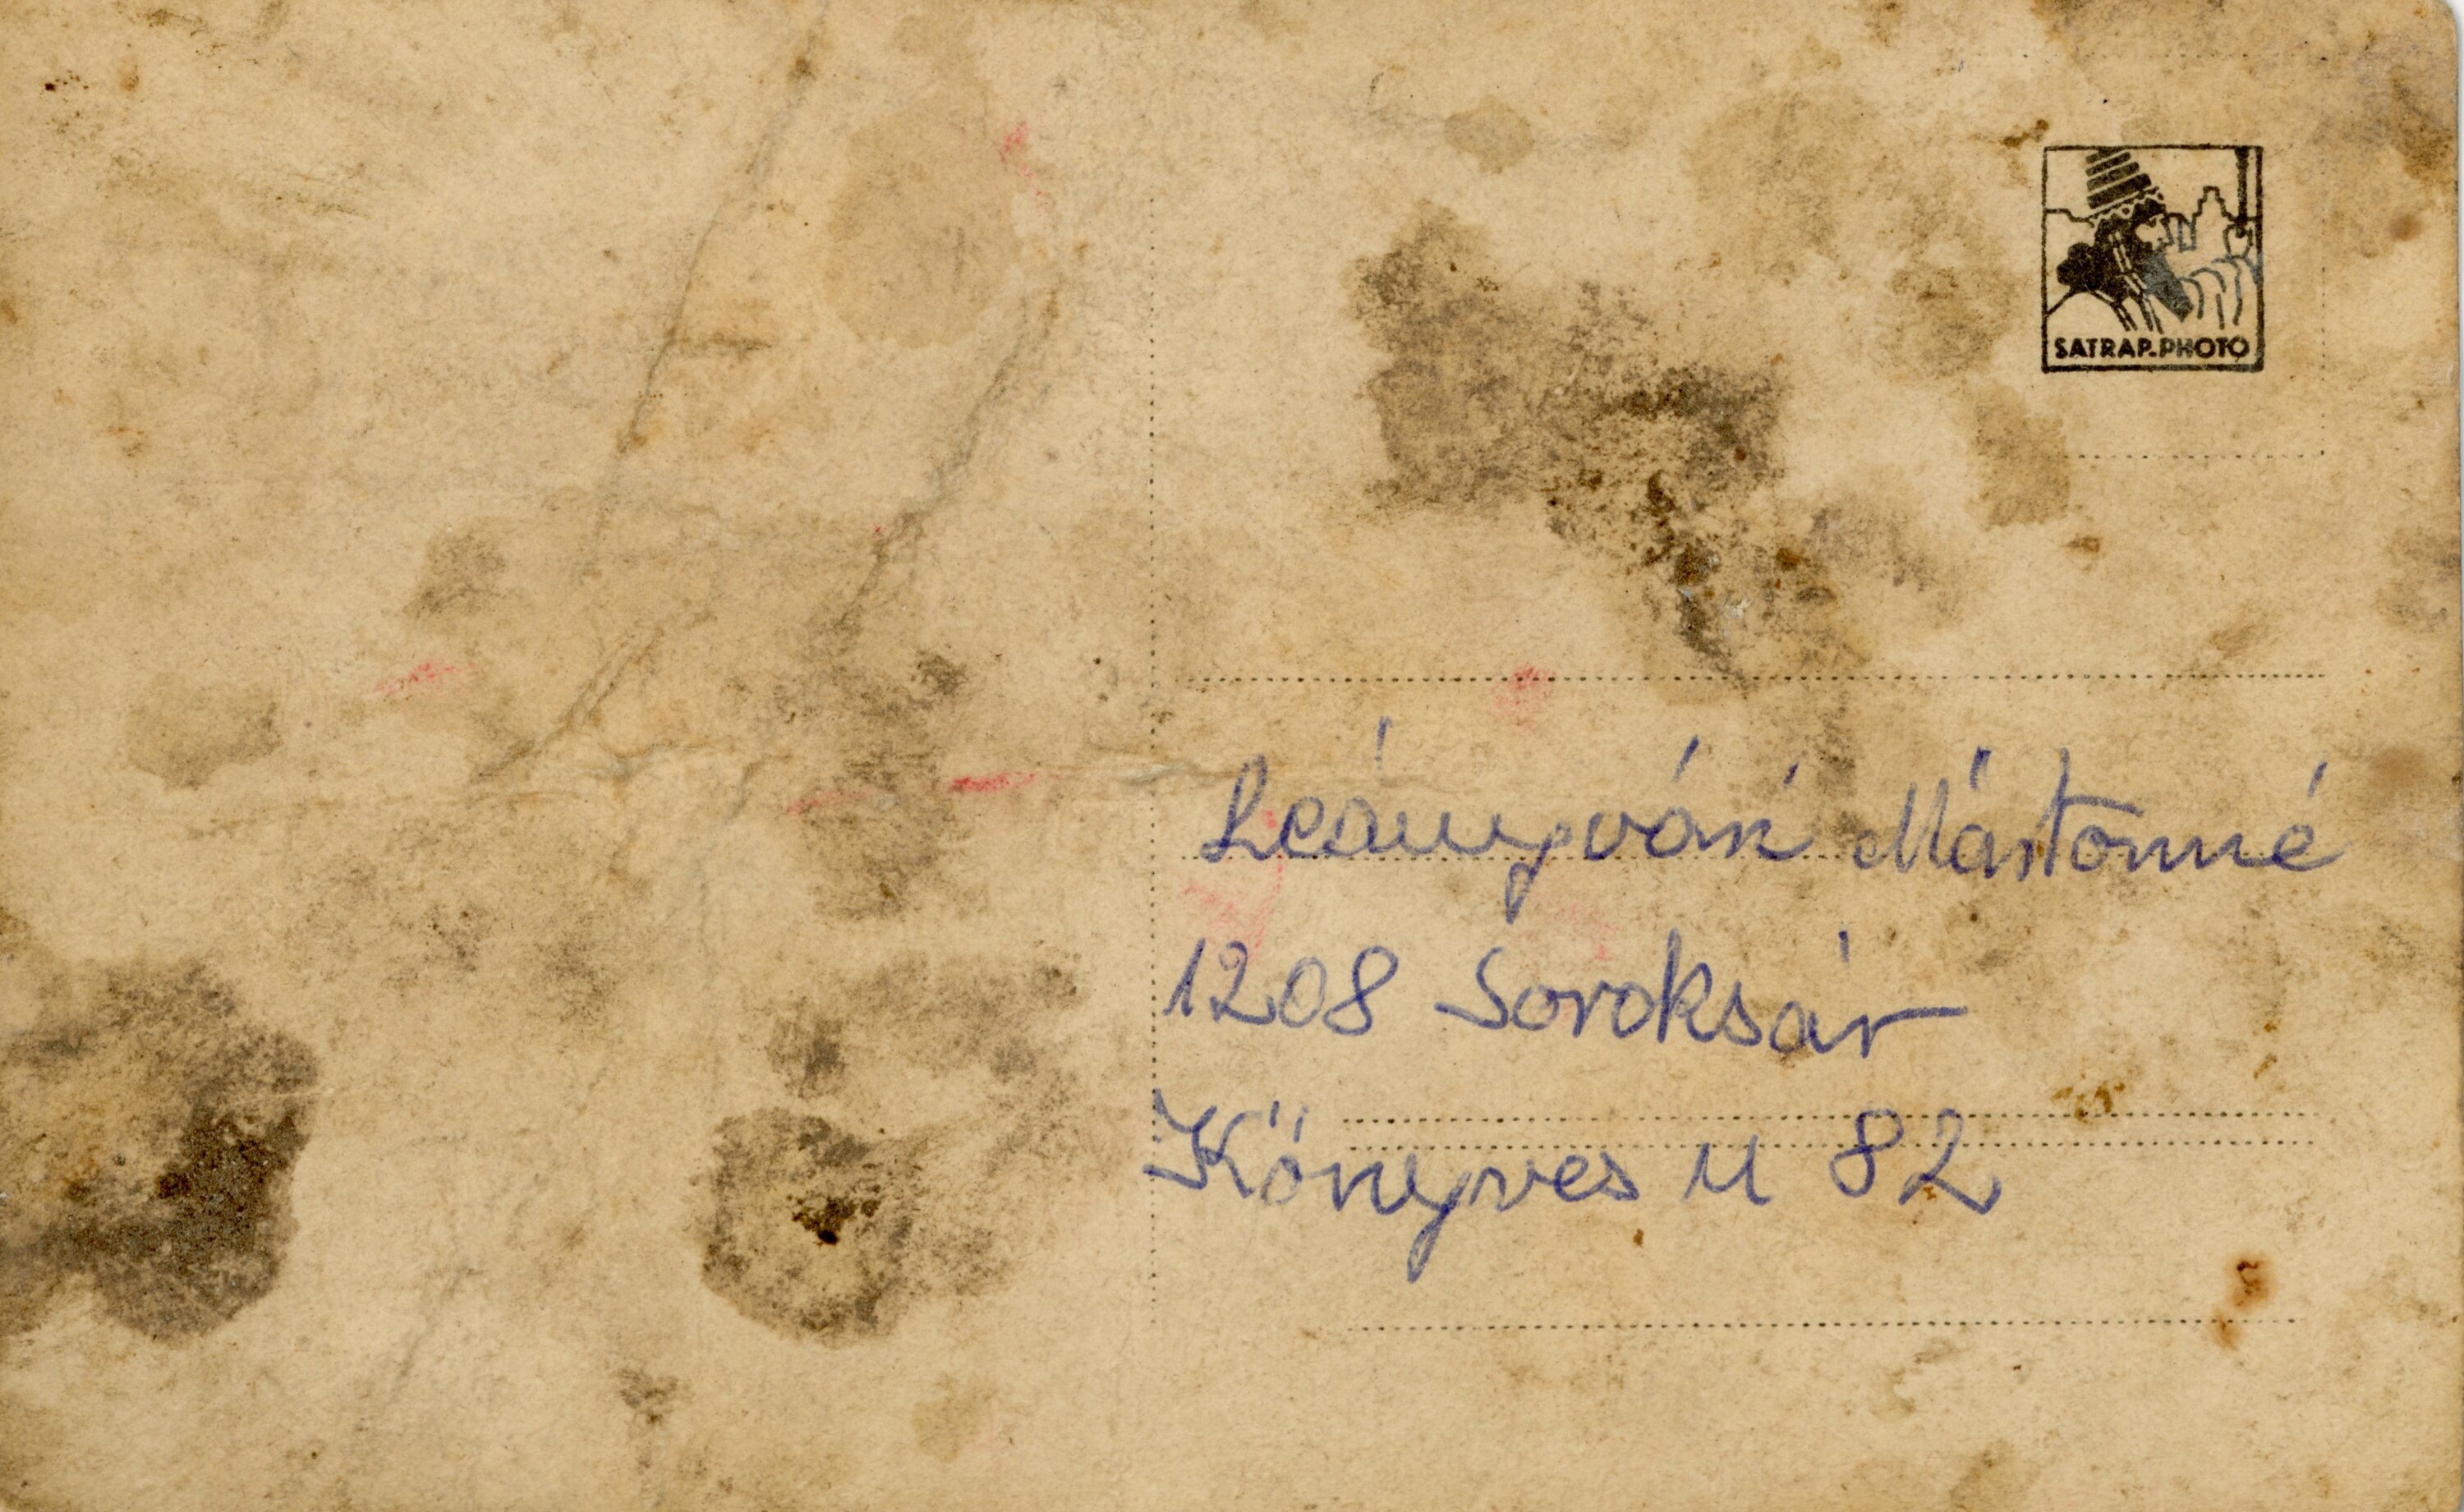 SATRAP-PHOTO
Leányvári Mártonné
1208 Soroksár
Könyves u 82